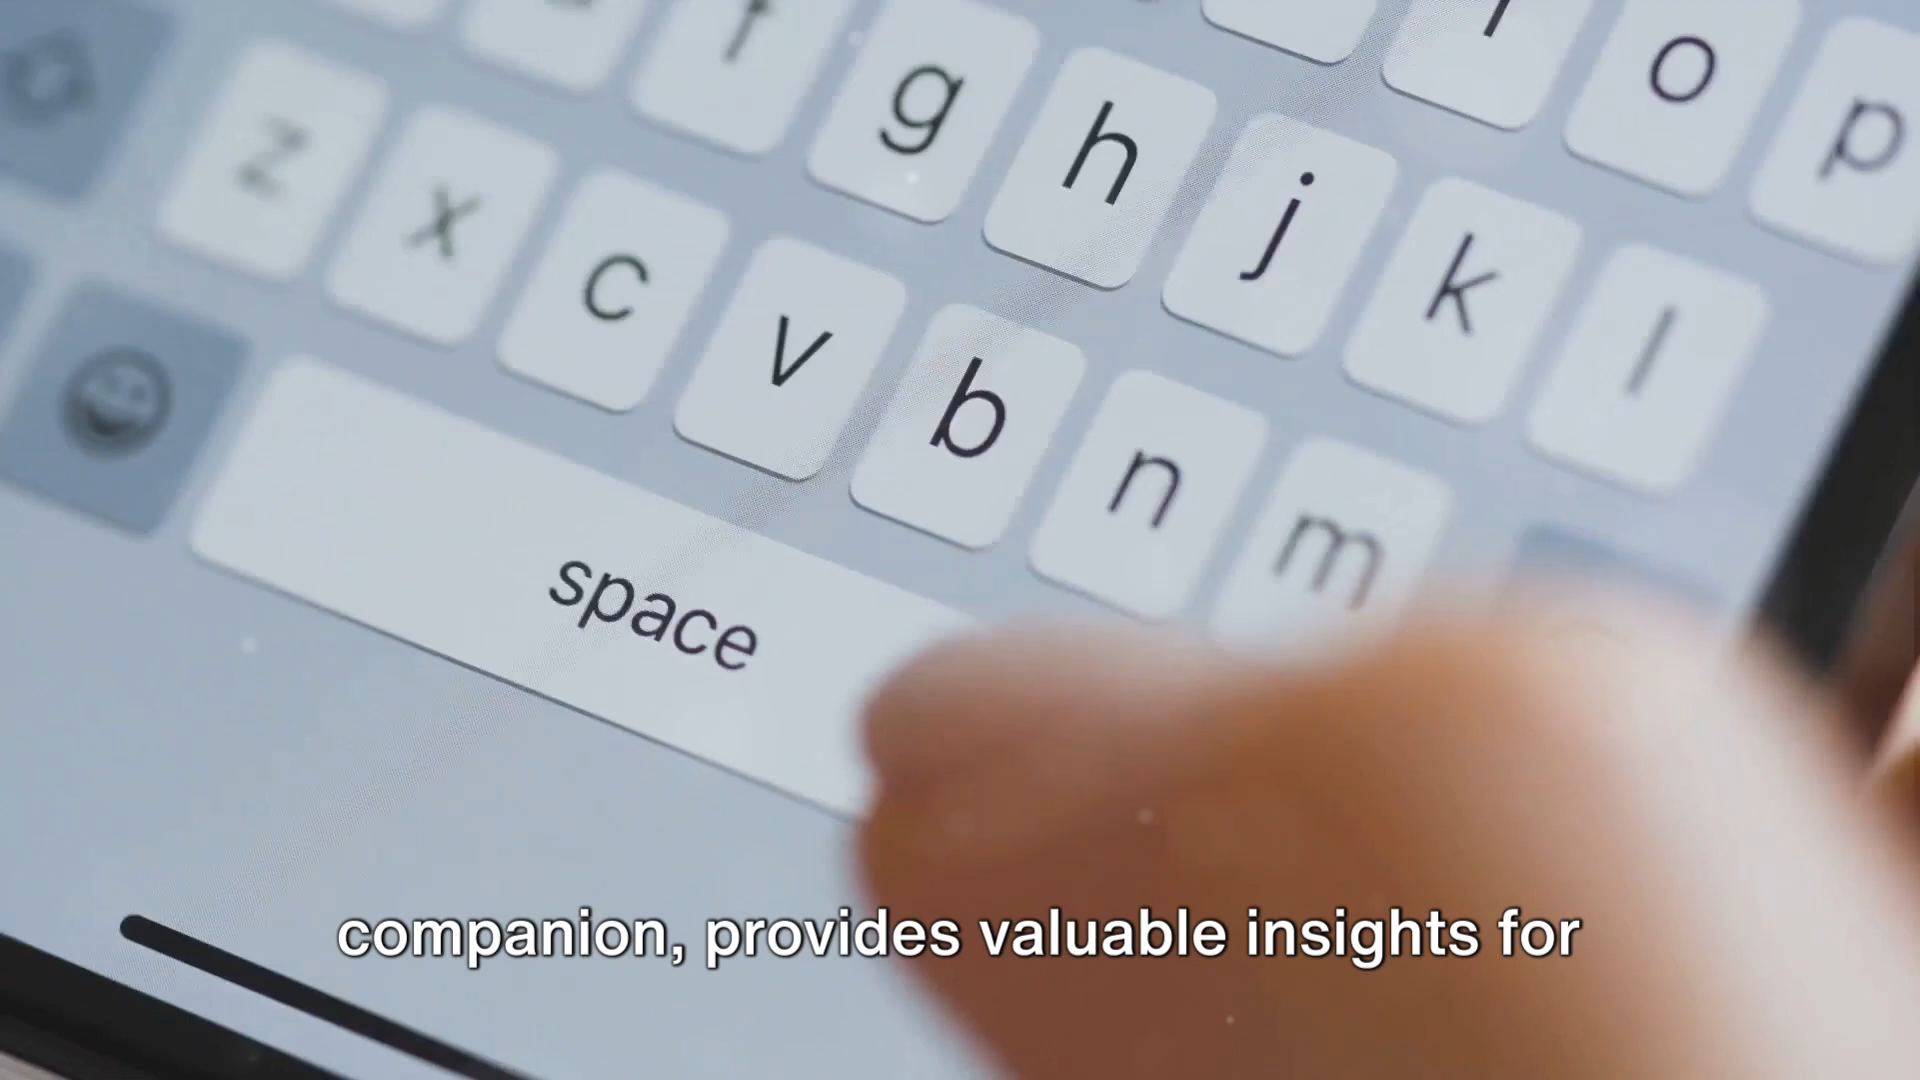 f g h j k l o p
z x c v b n m
space
companion, provides valuable insights for